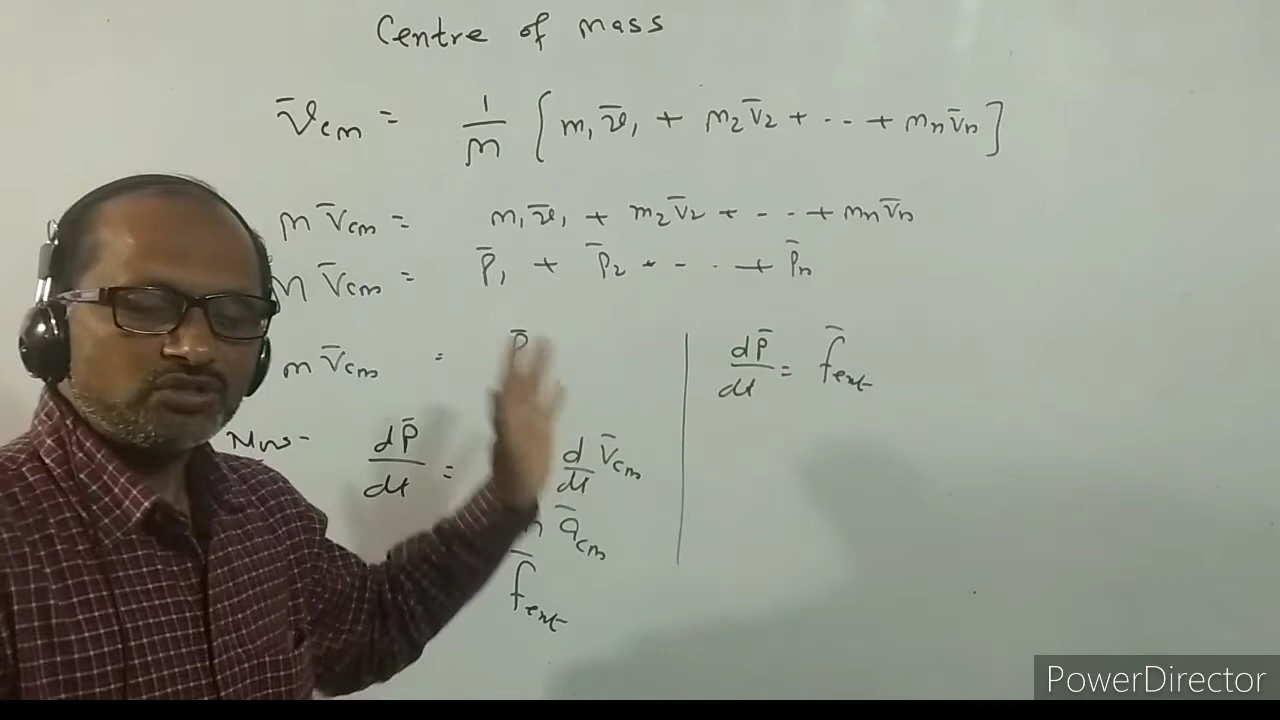 Centre of mass
v̄cm = 1/m [m₁v̄₁ + m₂v̄₂ + ... + mₙv̄ₙ]
m v̄cm = m₁v̄₁ + m₂v̄₂ + ... + mₙv̄ₙ
m v̄cm = p̄₁ + p̄₂ + ... + p̄ₙ
m v̄cm = P̄
dP̄/dt = d/dt v̄cm
m ācm
f̄ext
dP̄/dt = f̄ext
PowerDirector